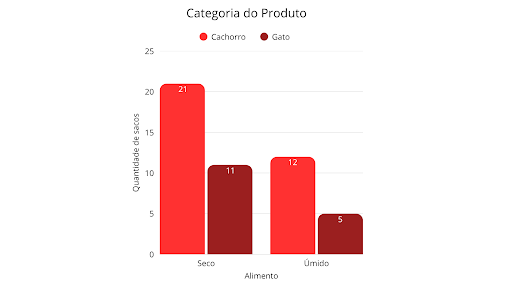 Categoria do Produto
Cachorro Gato
Quantidade de sacos
25
20
15
10
5
0
21
11
12
5
Seco Úmido
Alimento